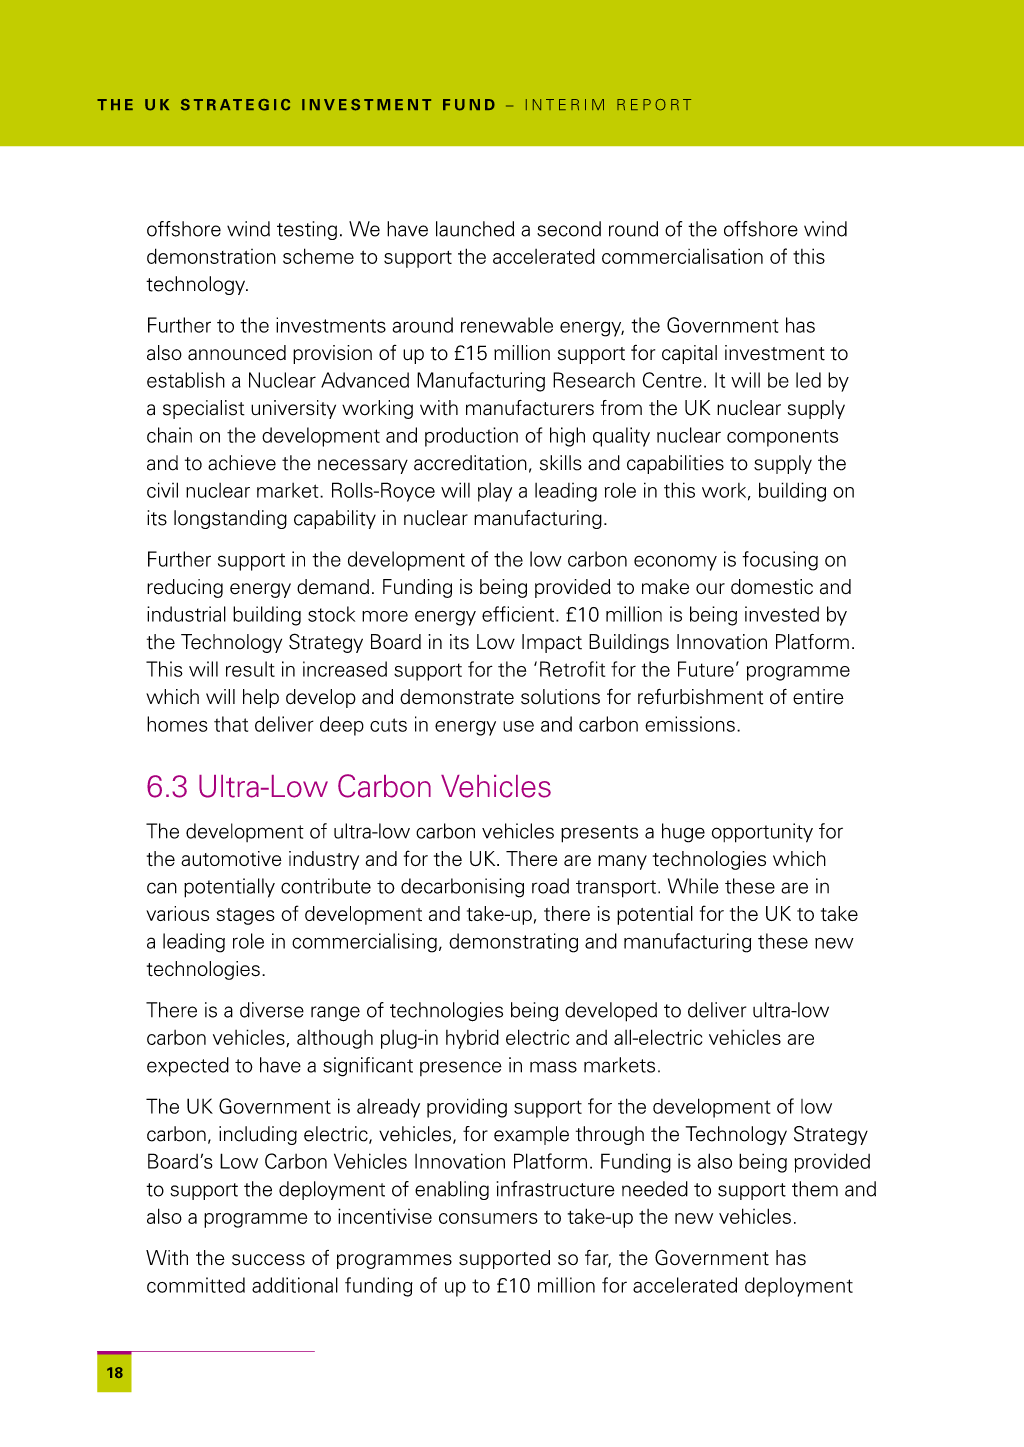 THE UK STRATEGIC INVESTMENT FUND – INTERIM REPORT
offshore wind testing. We have launched a second round of the offshore wind
demonstration scheme to support the accelerated commercialisation of this
technology.
Further to the investments around renewable energy, the Government has
also announced provision of up to £15 million support for capital investment to
establish a Nuclear Advanced Manufacturing Research Centre. It will be led by
a specialist university working with manufacturers from the UK nuclear supply
chain on the development and production of high quality nuclear components
and to achieve the necessary accreditation, skills and capabilities to supply the
civil nuclear market. Rolls-Royce will play a leading role in this work, building on
its longstanding capability in nuclear manufacturing.
Further support in the development of the low carbon economy is focusing on
reducing energy demand. Funding is being provided to make our domestic and
industrial building stock more energy efficient. £10 million is being invested by
the Technology Strategy Board in its Low Impact Buildings Innovation Platform.
This will result in increased support for the ‘Retrofit for the Future’ programme
which will help develop and demonstrate solutions for refurbishment of entire
homes that deliver deep cuts in energy use and carbon emissions.
6.3 Ultra-Low Carbon Vehicles
The development of ultra-low carbon vehicles presents a huge opportunity for
the automotive industry and for the UK. There are many technologies which
can potentially contribute to decarbonising road transport. While these are in
various stages of development and take-up, there is potential for the UK to take
a leading role in commercialising, demonstrating and manufacturing these new
technologies.
There is a diverse range of technologies being developed to deliver ultra-low
carbon vehicles, although plug-in hybrid electric and all-electric vehicles are
expected to have a significant presence in mass markets.
The UK Government is already providing support for the development of low
carbon, including electric, vehicles, for example through the Technology Strategy
Board’s Low Carbon Vehicles Innovation Platform. Funding is also being provided
to support the deployment of enabling infrastructure needed to support them and
also a programme to incentivise consumers to take-up the new vehicles.
With the success of programmes supported so far, the Government has
committed additional funding of up to £10 million for accelerated deployment
18